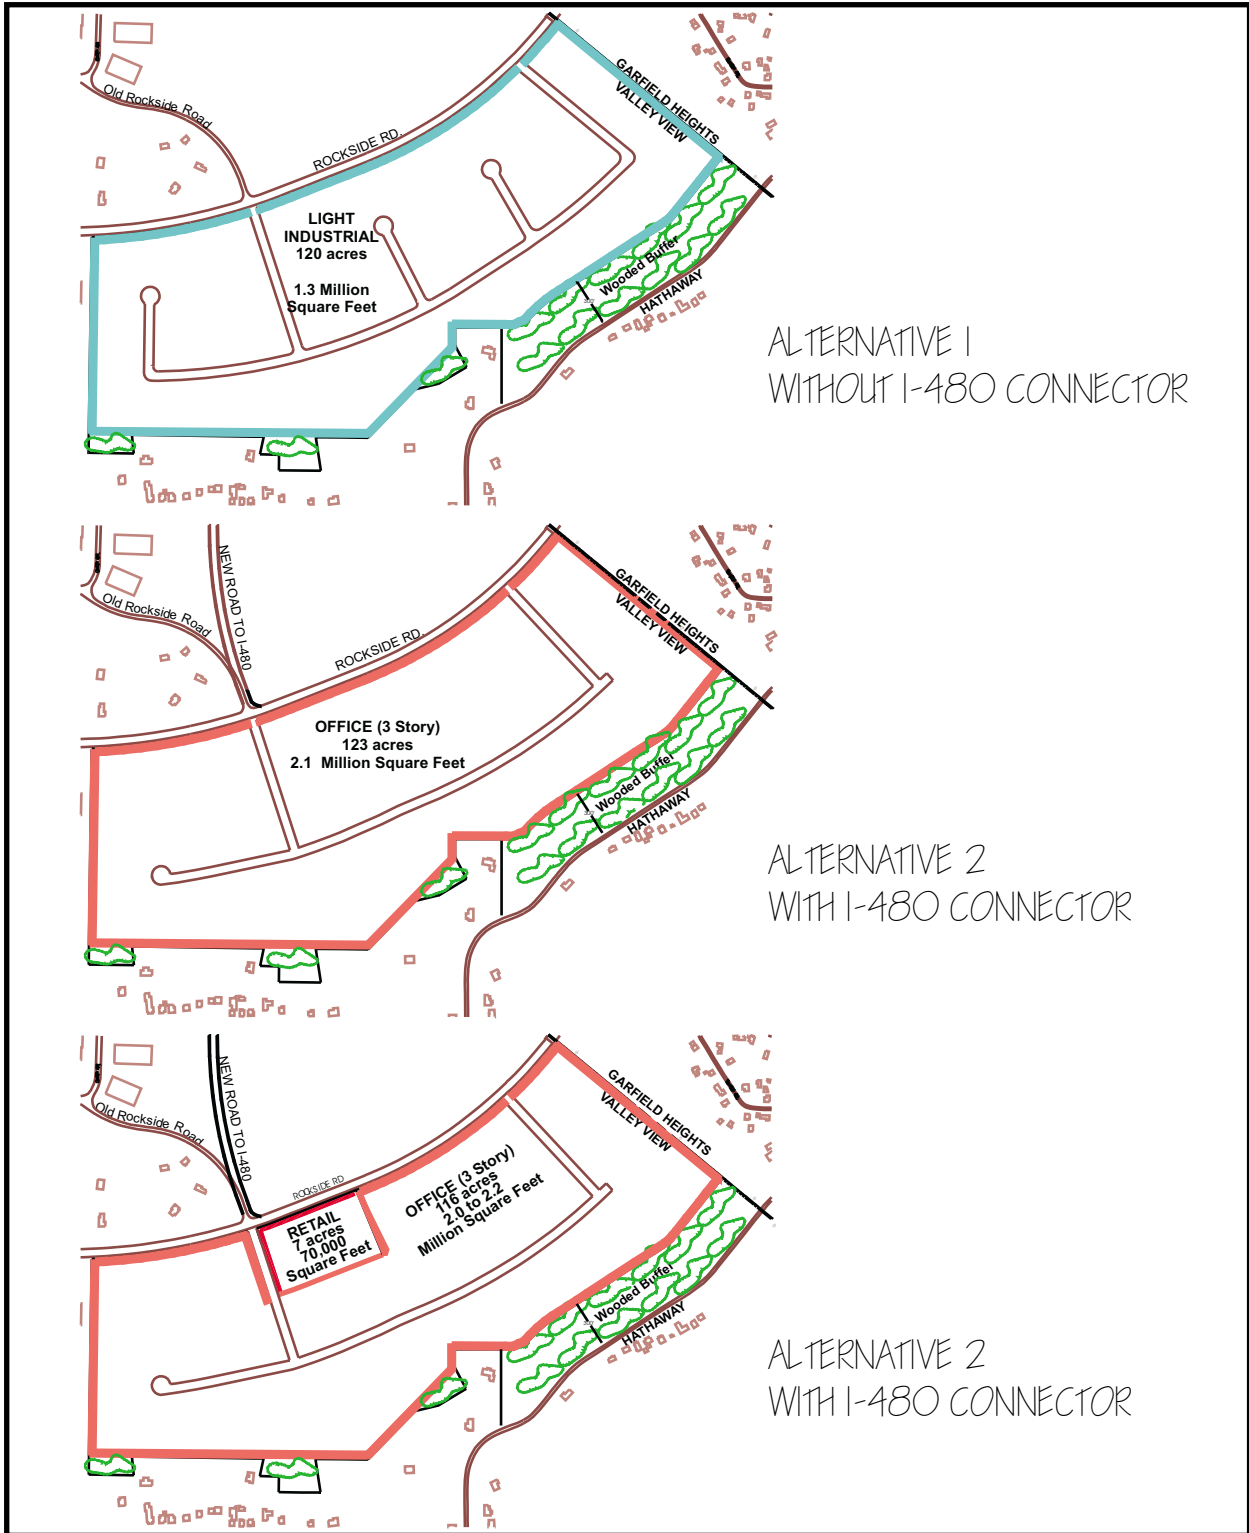 Old Rockside Road
ROCKSIDE RD.
GARFIELD HEIGHTS
VALLEY VIEW
LIGHT
INDUSTRIAL
120 acres
1.3 Million
Square Feet
Wooded Buffer
HATHAWAY
ALTERNATIVE 1
WITHOUT I-480 CONNECTOR
NEW ROAD TO I-480
Old Rockside Road
ROCKSIDE RD.
GARFIELD HEIGHTS
VALLEY VIEW
OFFICE (3 Story)
123 acres
2.1 Million Square Feet
Wooded Buffer
HATHAWAY
ALTERNATIVE 2
WITH I-480 CONNECTOR
NEW ROAD TO I-480
Old Rockside Road
ROCKSIDE RD
GARFIELD HEIGHTS
VALLEY VIEW
RETAIL
7 acres
70,000
Square Feet
OFFICE (3 Story)
116 acres
2.0 to 2.2
Million Square Feet
Wooded Buffer
HATHAWAY
ALTERNATIVE 2
WITH I-480 CONNECTOR